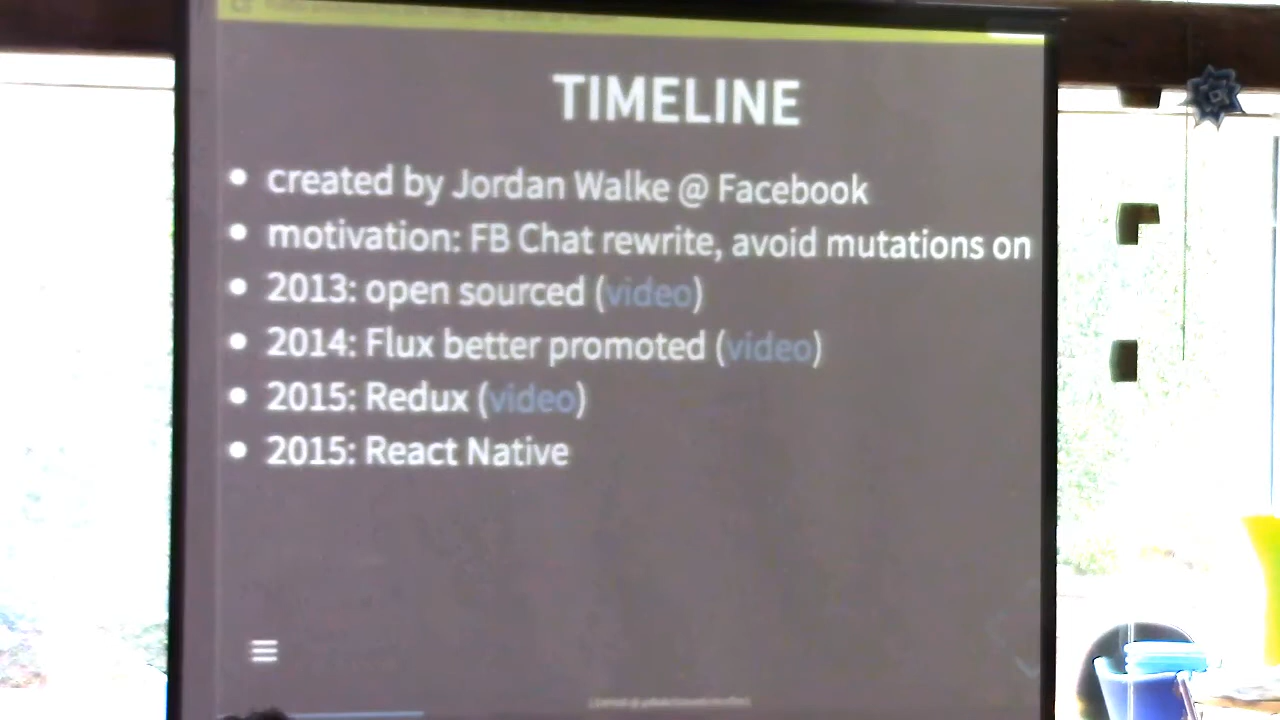 TIMELINE
created by Jordan Walke @ Facebook
motivation: FB Chat rewrite, avoid mutations on
2013: open sourced (video)
2014: Flux better promoted (video)
2015: Redux (video)
2015: React Native